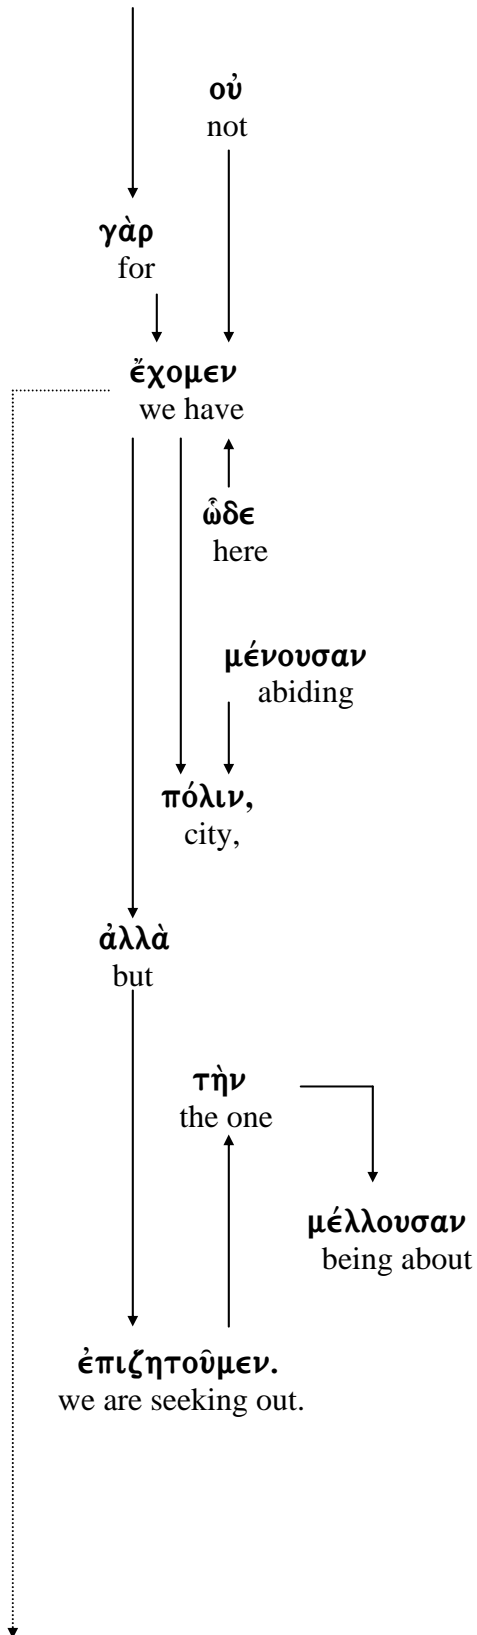 οὐ
not
γὰρ
for
ἔχομεν
we have
ὧδε
here
μένουσαν
abiding
πόλιν,
city,
ἀλλὰ
but
τὴν
the one
μέλλουσαν
being about
ἐπιζητοῦμεν.
we are seeking out.